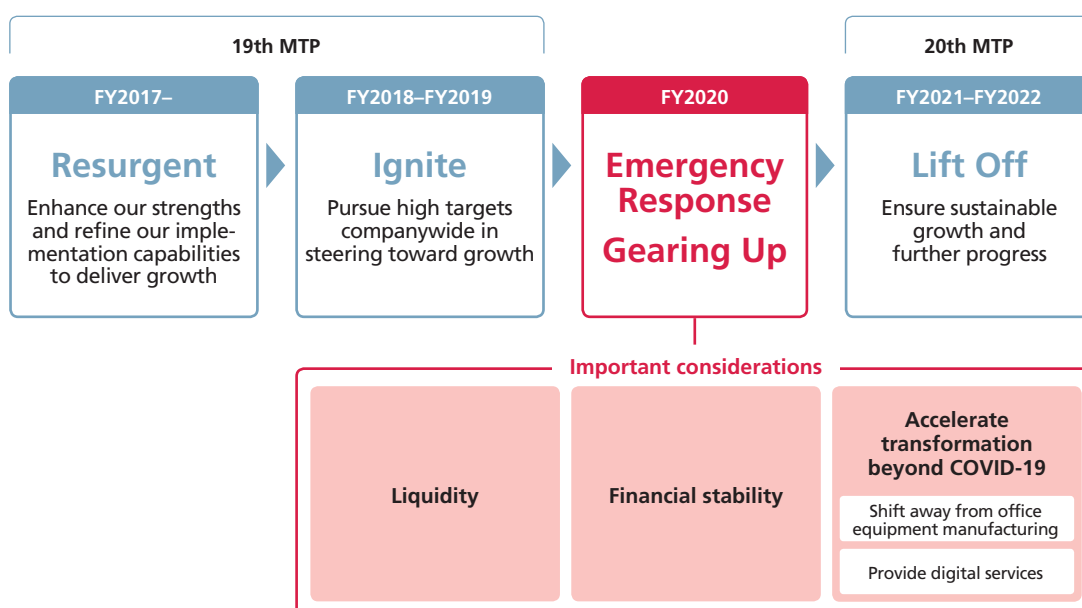 19th MTP
20th MTP
FY2017–
Resurgent
Enhance our strengths
and refine our imple-
mentation capabilities
to deliver growth
FY2018–FY2019
Ignite
Pursue high targets
companywide in
steering toward growth
FY2020
Emergency
Response
Gearing Up
FY2021–FY2022
Lift Off
Ensure sustainable
growth and
further progress
Important considerations
Liquidity
Financial stability
Accelerate
transformation
beyond COVID-19
Shift away from office
equipment manufacturing
Provide digital services